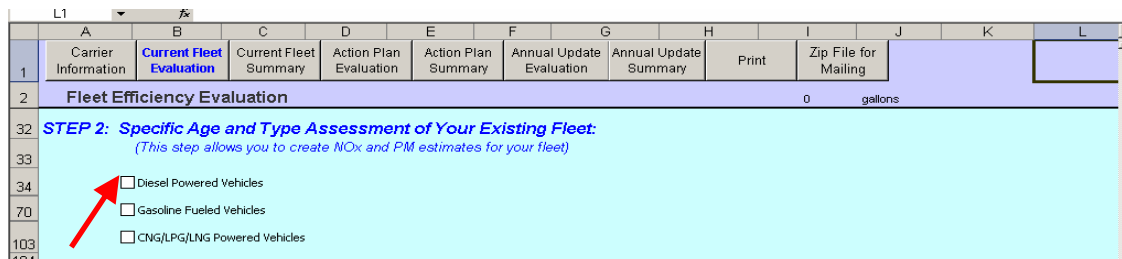 L1 fx
A B C D E F G H I J K L
Carrier Information Current Fleet Evaluation Current Fleet Summary Action Plan Evaluation Action Plan Summary Annual Update Evaluation Annual Update Summary Print Zip File for Mailing
1
2 Fleet Efficiency Evaluation 0 gallons
32 STEP 2: Specific Age and Type Assessment of Your Existing Fleet:
33 (This step allows you to create NOx and PM estimates for your fleet)
34 Diesel Powered Vehicles
70 Gasoline Fueled Vehicles
103 CNG/LPG/LNG Powered Vehicles